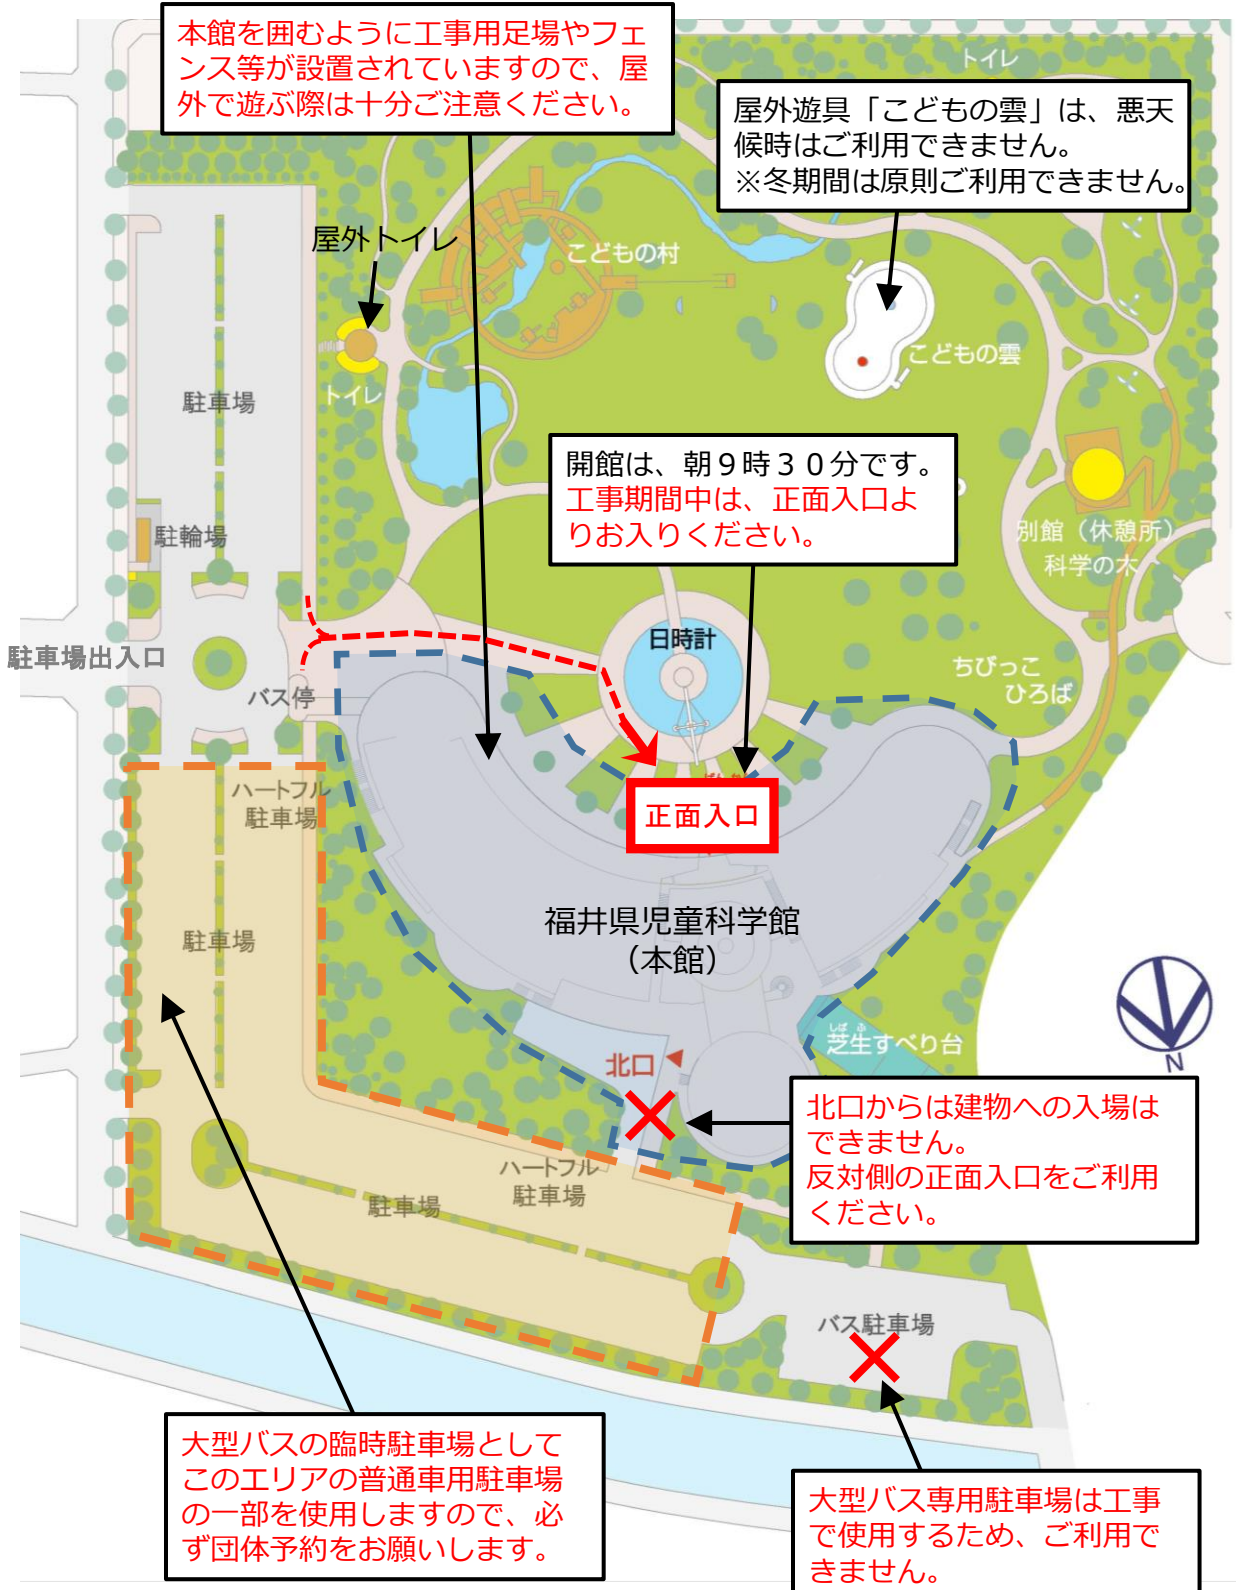 本館を囲むように工事用足場やフェ
ンス等が設置されていますので、屋
外で遊ぶ際は十分ご注意ください。
トイレ
屋外遊具「こどもの雲」は、悪天
候時はご利用できません。
※冬期間は原則ご利用できません。
屋外トイレ
こどもの村
こどもの雲
トイレ
駐車場
開館は、朝９時３０分です。
工事期間中は、正面入口よ
りお入りください。
駐輪場
別館（休憩所）
科学の木
日時計
駐車場出入口
ちびっこ
ひろば
バス停
ハートフル
駐車場
正面入口
福井県児童科学館
（本館）
駐車場
しば ふ
芝生すべり台
北口
N
北口からは建物への入場は
できません。
反対側の正面入口をご利用
ください。
ハートフル
駐車場
駐車場
バス駐車場
大型バスの臨時駐車場として
このエリアの普通車用駐車場
の一部を使用しますので、必
ず団体予約をお願いします。
大型バス専用駐車場は工事
で使用するため、ご利用で
きません。